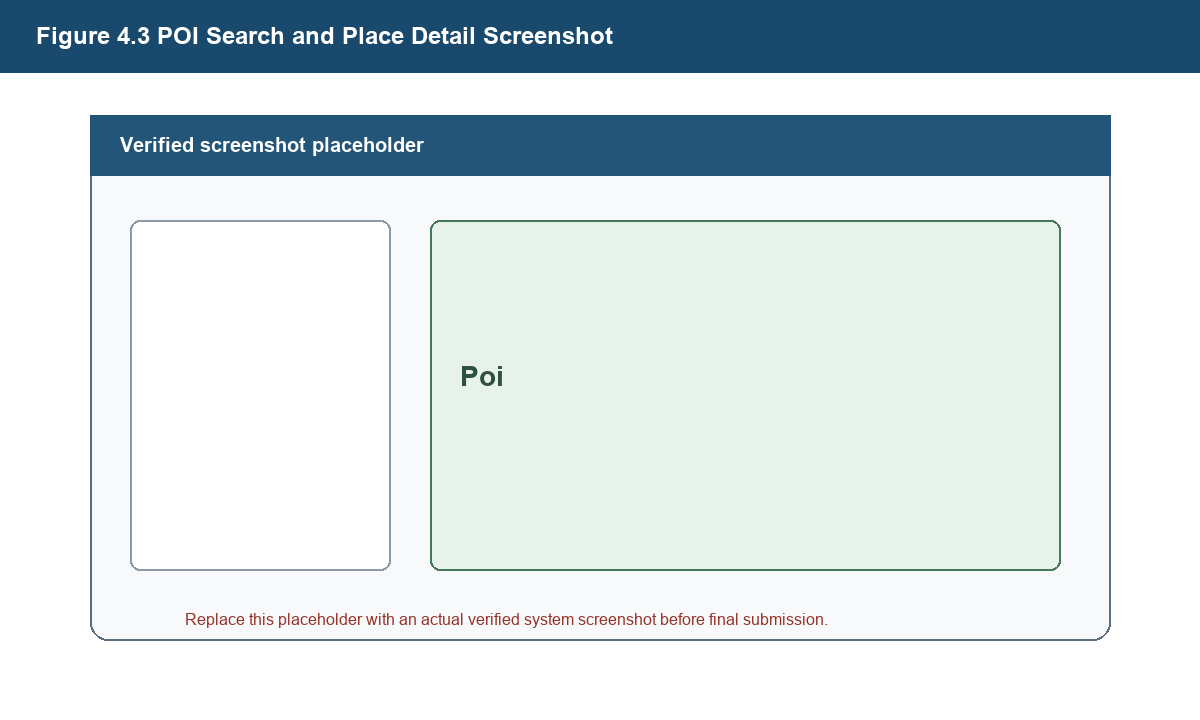 Figure 4.3 POI Search and Place Detail Screenshot
Verified screenshot placeholder
Poi
Replace this placeholder with an actual verified system screenshot before final submission.